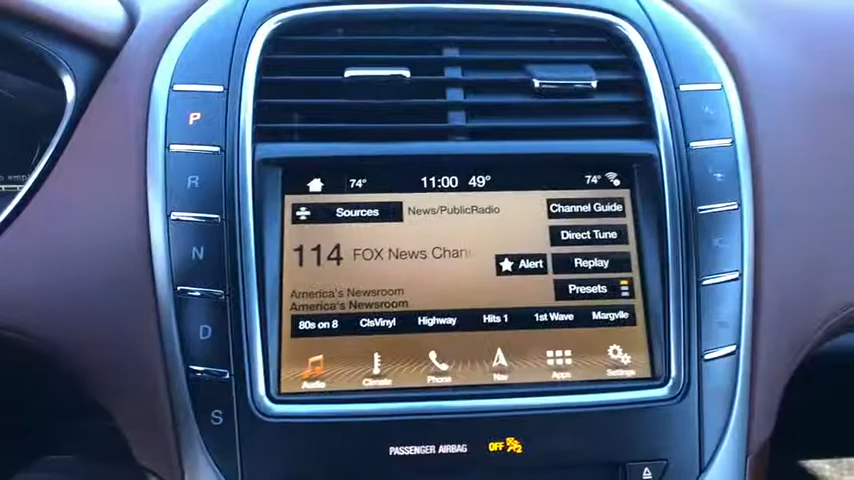 P
R
N
D
S
74° 11:00 49° 74°
Sources News/PublicRadio Channel Guide
Direct Tune
114 FOX News Chan
Alert Replay
Presets
America's Newsroom
America's Newsroom
80s on 8 ClsVinyl Highway Hits 1 1st Wave Margvlle
Audio Climate Phone Nav Apps Settings
PASSENGER AIRBAG OFF 2